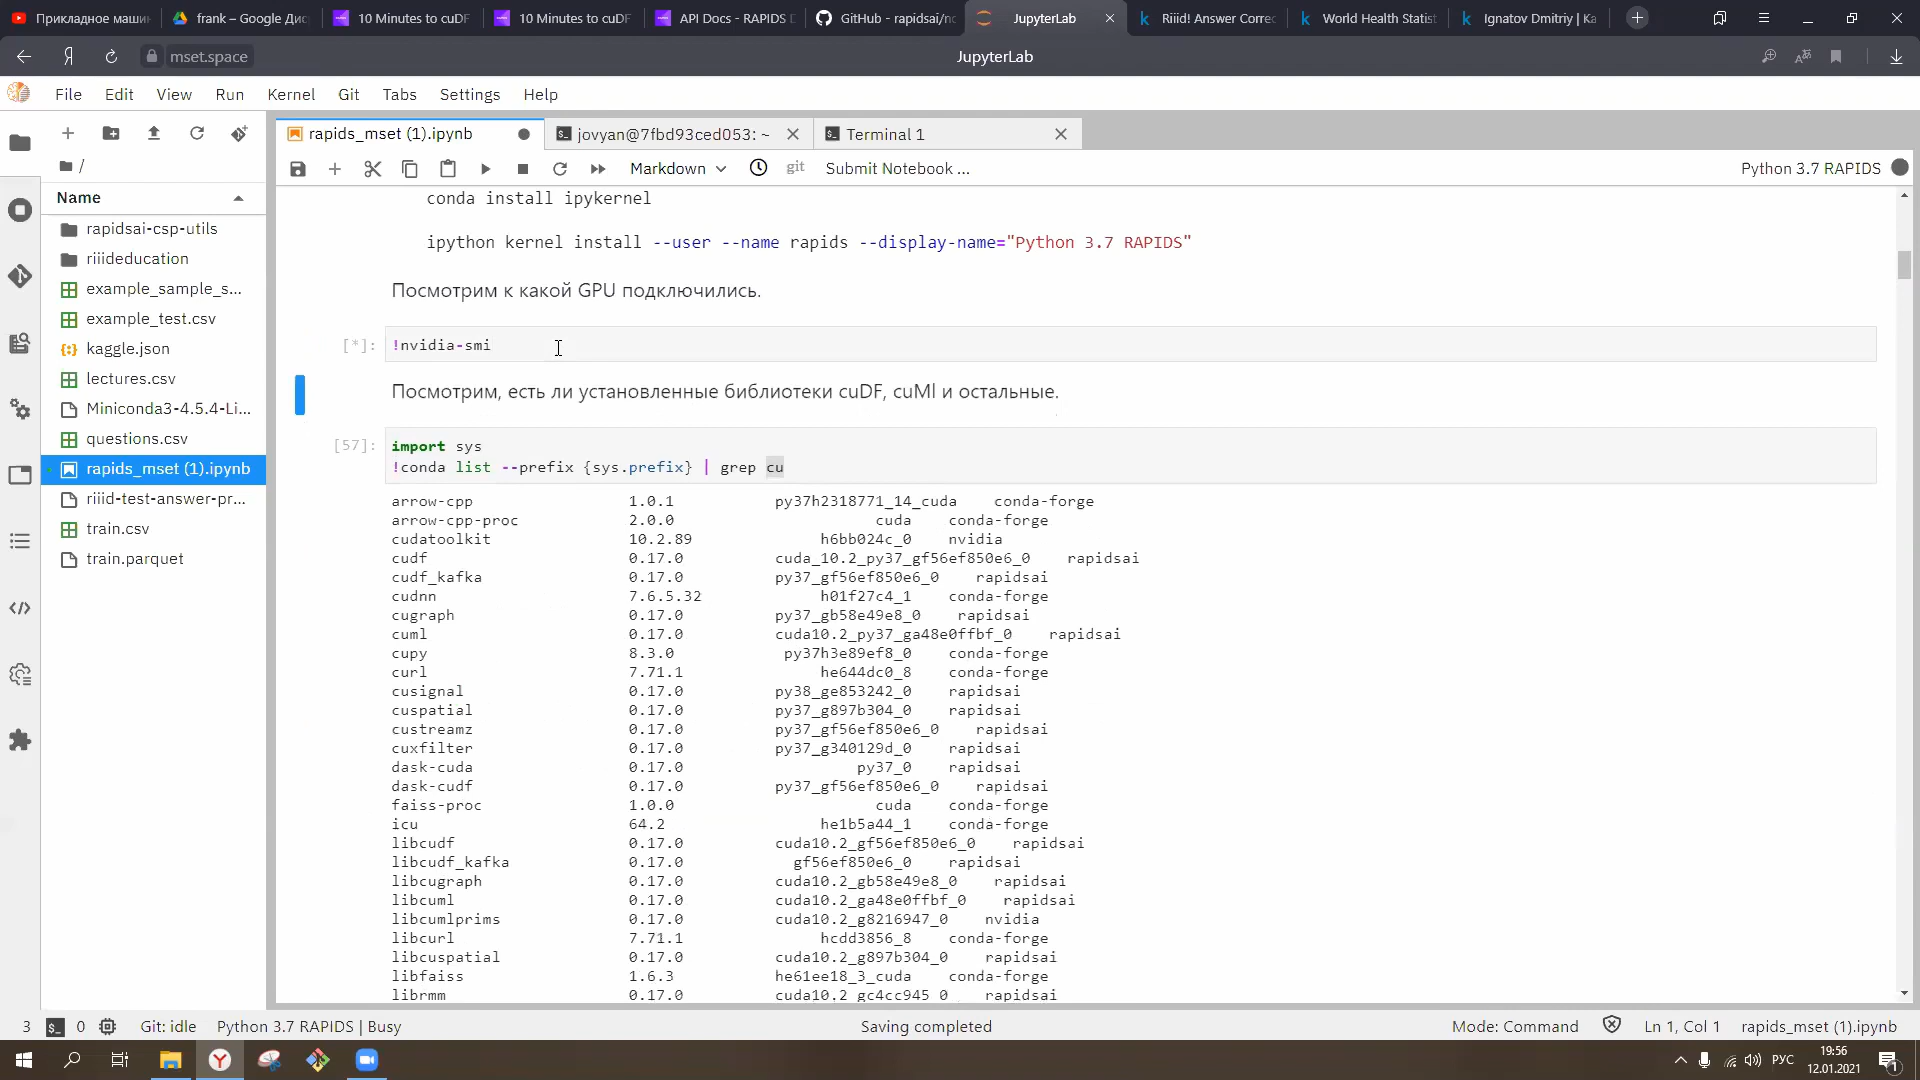 Прикладное маши
frank – Google Дис
10 Minutes to cuDF
10 Minutes to cuDF
API Docs - RAPIDS D
GitHub - rapidsai/no
JupyterLab
Riiid! Answer Correc
World Health Statist
Ignatov Dmitriy | Ka
mset.space
JupyterLab
File Edit View Run Kernel Git Tabs Settings Help
rapids_mset (1).ipynb
jovyan@7fbd93ced053: ~
Terminal 1
/
Markdown
git
Submit Notebook ...
Python 3.7 RAPIDS
Name
rapidsai-csp-utils
riiideducation
example_sample_s...
example_test.csv
kaggle.json
lectures.csv
Miniconda3-4.5.4-Li...
questions.csv
rapids_mset (1).ipynb
riiid-test-answer-pr...
train.csv
train.parquet
conda install ipykernel
ipython kernel install --user --name rapids --display-name="Python 3.7 RAPIDS"
Посмотрим к какой GPU подключились.
[*]: !nvidia-smi
Посмотрим, есть ли установленные библиотеки cuDF, cuMl и остальные.
[57]: import sys
!conda list --prefix {sys.prefix} | grep cu
arrow-cpp 1.0.1 py37h2318771_14_cuda conda-forge
arrow-cpp-proc 2.0.0 cuda conda-forge
cudatoolkit 10.2.89 h6bb024c_0 nvidia
cudf 0.17.0 cuda_10.2_py37_gf56ef850e6_0 rapidsai
cudf_kafka 0.17.0 py37_gf56ef850e6_0 rapidsai
cudnn 7.6.5.32 h01f27c4_1 conda-forge
cugraph 0.17.0 py37_gb58e49e8_0 rapidsai
cuml 0.17.0 cuda10.2_py37_ga48e0ffbf_0 rapidsai
cupy 8.3.0 py37h3e89ef8_0 conda-forge
curl 7.71.1 he644dc0_8 conda-forge
cusignal 0.17.0 py38_ge853242_0 rapidsai
cuspatial 0.17.0 py37_g897b304_0 rapidsai
custreamz 0.17.0 py37_gf56ef850e6_0 rapidsai
cuxfilter 0.17.0 py37_g340129d_0 rapidsai
dask-cuda 0.17.0 py37_0 rapidsai
dask-cudf 0.17.0 py37_gf56ef850e6_0 rapidsai
faiss-proc 1.0.0 cuda conda-forge
icu 64.2 he1b5a44_1 conda-forge
libcudf 0.17.0 cuda10.2_gf56ef850e6_0 rapidsai
libcudf_kafka 0.17.0 gf56ef850e6_0 rapidsai
libcugraph 0.17.0 cuda10.2_gb58e49e8_0 rapidsai
libcuml 0.17.0 cuda10.2_ga48e0ffbf_0 rapidsai
libcumlprims 0.17.0 cuda10.2_g8216947_0 nvidia
libcurl 7.71.1 hcdd3856_8 conda-forge
libcuspatial 0.17.0 cuda10.2_g897b304_0 rapidsai
libfaiss 1.6.3 he61ee18_3_cuda conda-forge
librmm 0.17.0 cuda10.2_gc4cc945_0 rapidsai
3 0 Git: idle Python 3.7 RAPIDS | Busy Saving completed Mode: Command Ln 1, Col 1 rapids_mset (1).ipynb
РУС
19:56
12.01.2021
1